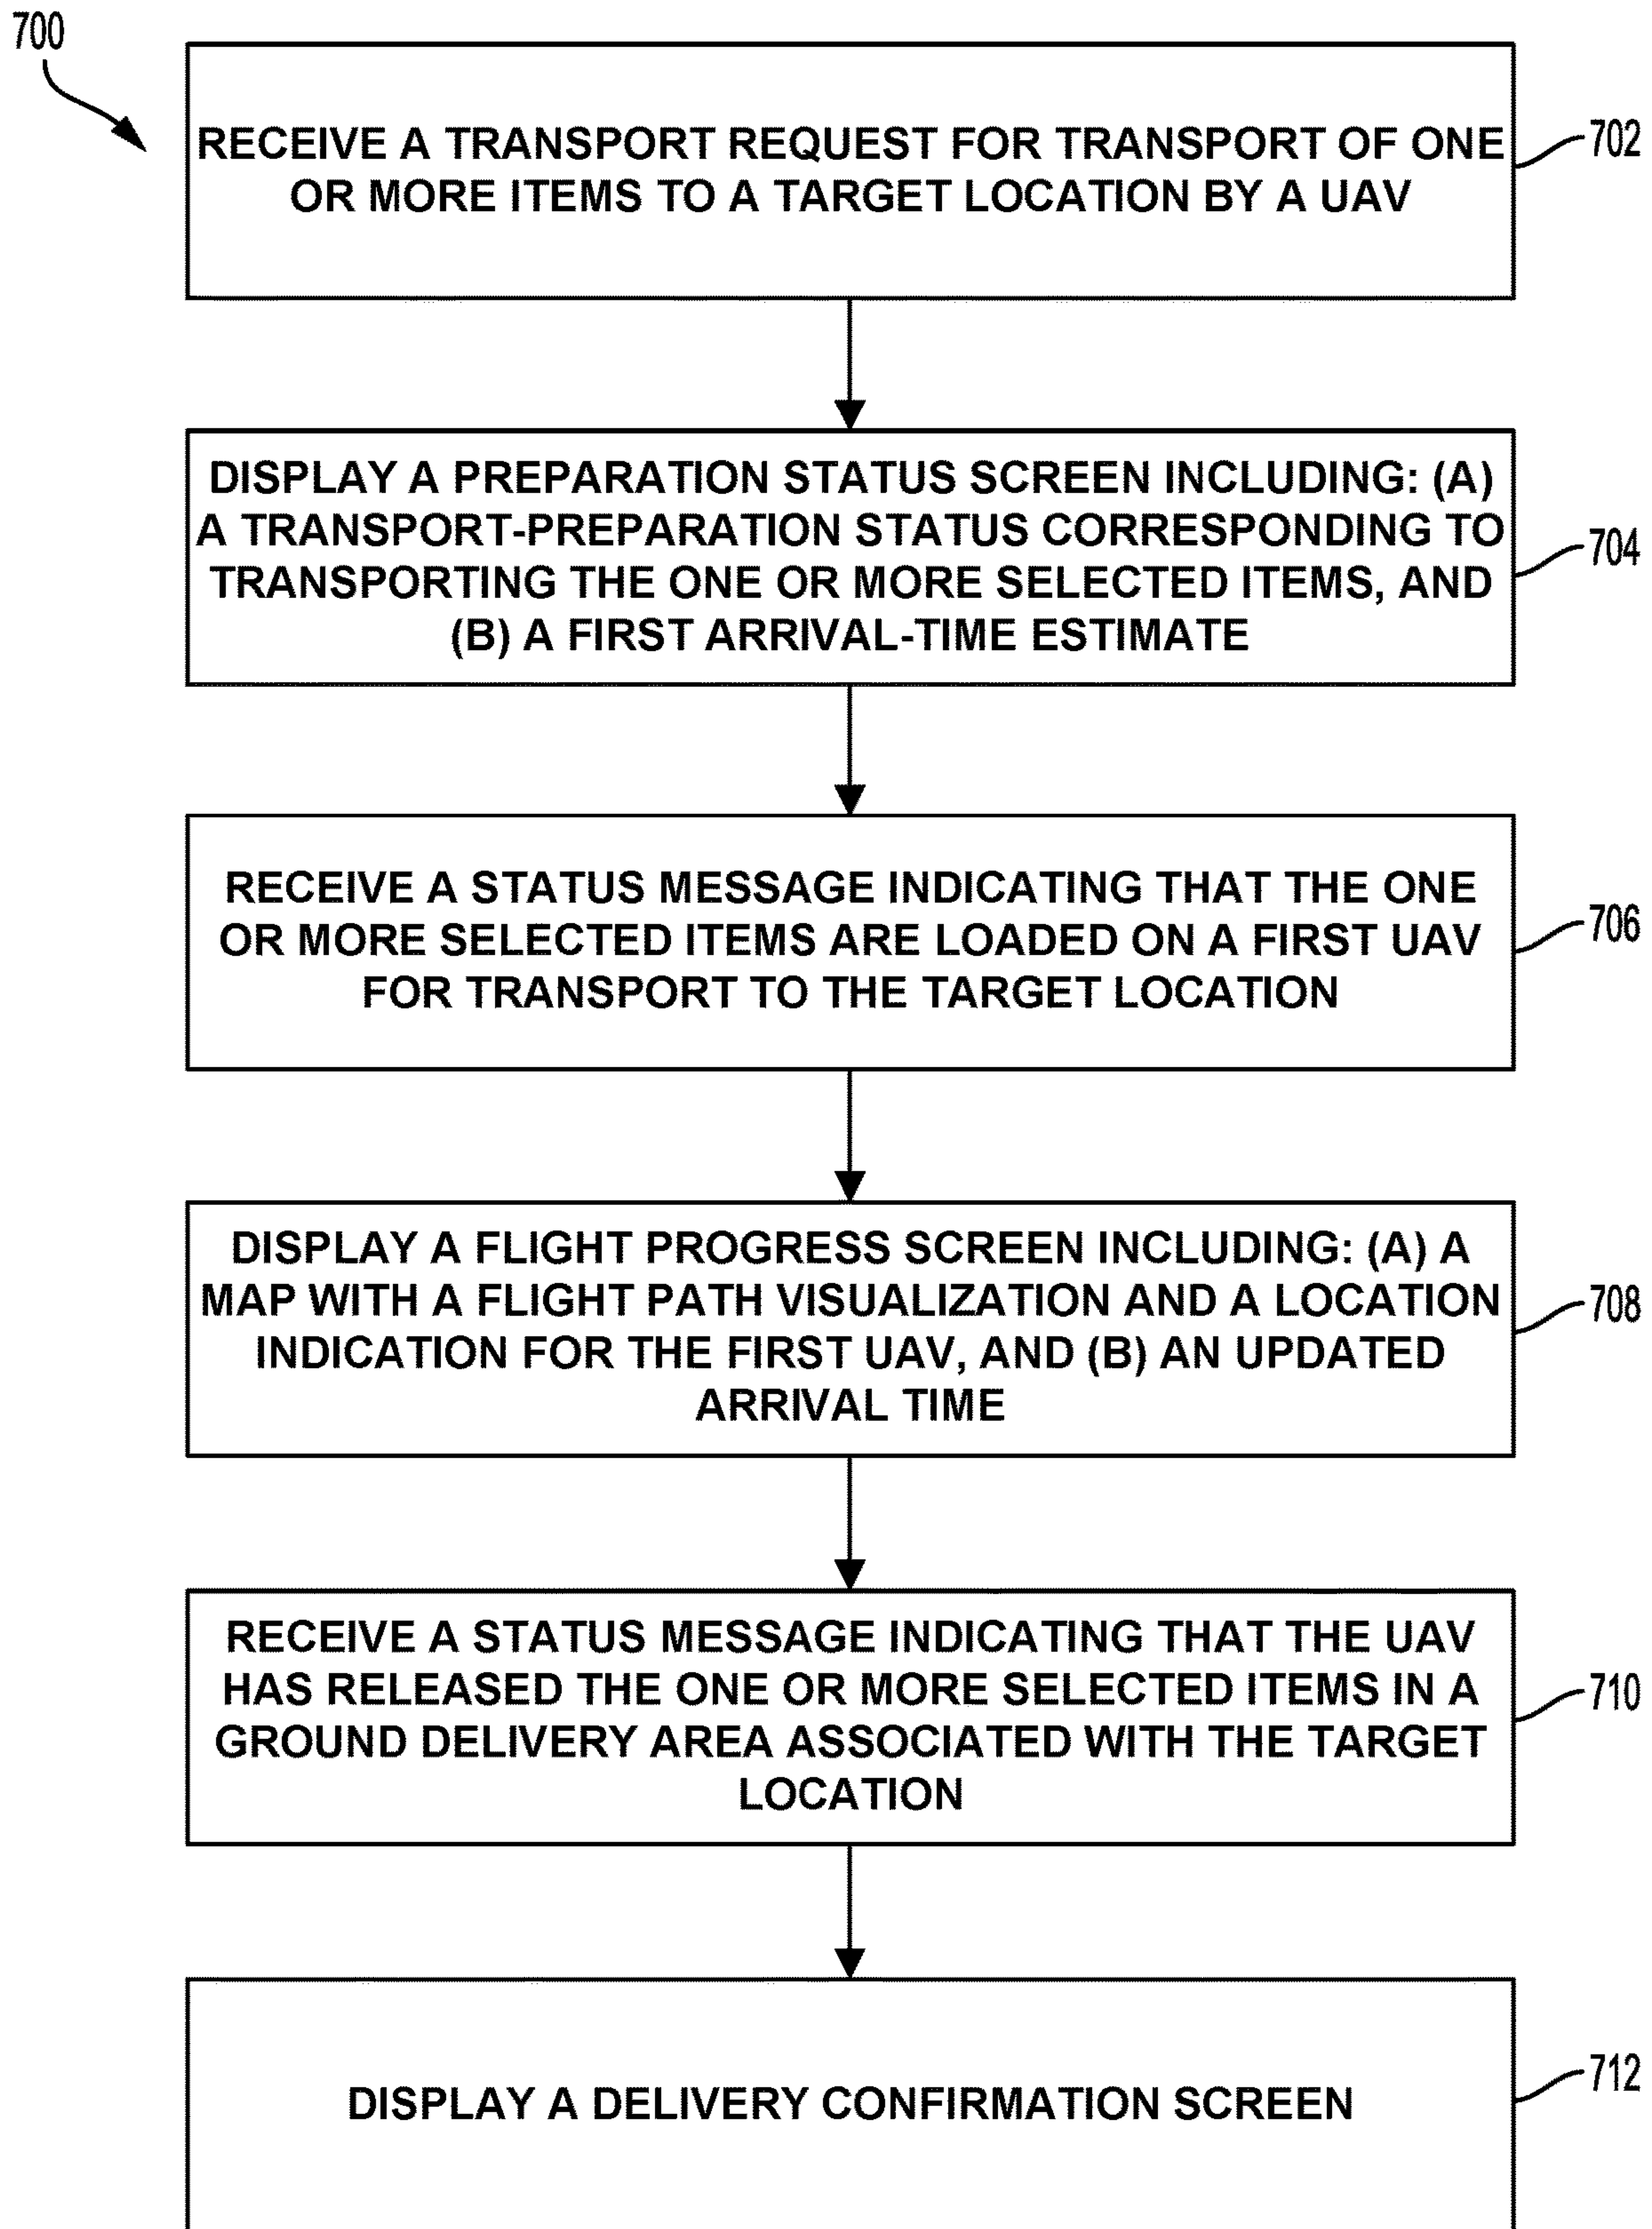 700
RECEIVE A TRANSPORT REQUEST FOR TRANSPORT OF ONE
OR MORE ITEMS TO A TARGET LOCATION BY A UAV
702
DISPLAY A PREPARATION STATUS SCREEN INCLUDING: (A)
A TRANSPORT-PREPARATION STATUS CORRESPONDING TO
TRANSPORTING THE ONE OR MORE SELECTED ITEMS, AND
(B) A FIRST ARRIVAL-TIME ESTIMATE
704
RECEIVE A STATUS MESSAGE INDICATING THAT THE ONE
OR MORE SELECTED ITEMS ARE LOADED ON A FIRST UAV
FOR TRANSPORT TO THE TARGET LOCATION
706
DISPLAY A FLIGHT PROGRESS SCREEN INCLUDING: (A) A
MAP WITH A FLIGHT PATH VISUALIZATION AND A LOCATION
INDICATION FOR THE FIRST UAV, AND (B) AN UPDATED
ARRIVAL TIME
708
RECEIVE A STATUS MESSAGE INDICATING THAT THE UAV
HAS RELEASED THE ONE OR MORE SELECTED ITEMS IN A
GROUND DELIVERY AREA ASSOCIATED WITH THE TARGET
LOCATION
710
DISPLAY A DELIVERY CONFIRMATION SCREEN
712